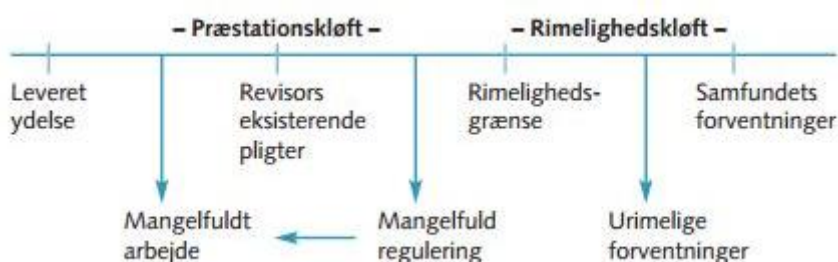 – Præstationskløft –
– Rimelighedskløft –
Leveret
ydelse
Revisors
eksisterende
pligter
Rimeligheds-
grænse
Samfundets
forventninger
Mangelfuldt
arbejde
Mangelfuld
regulering
Urimelige
forventninger